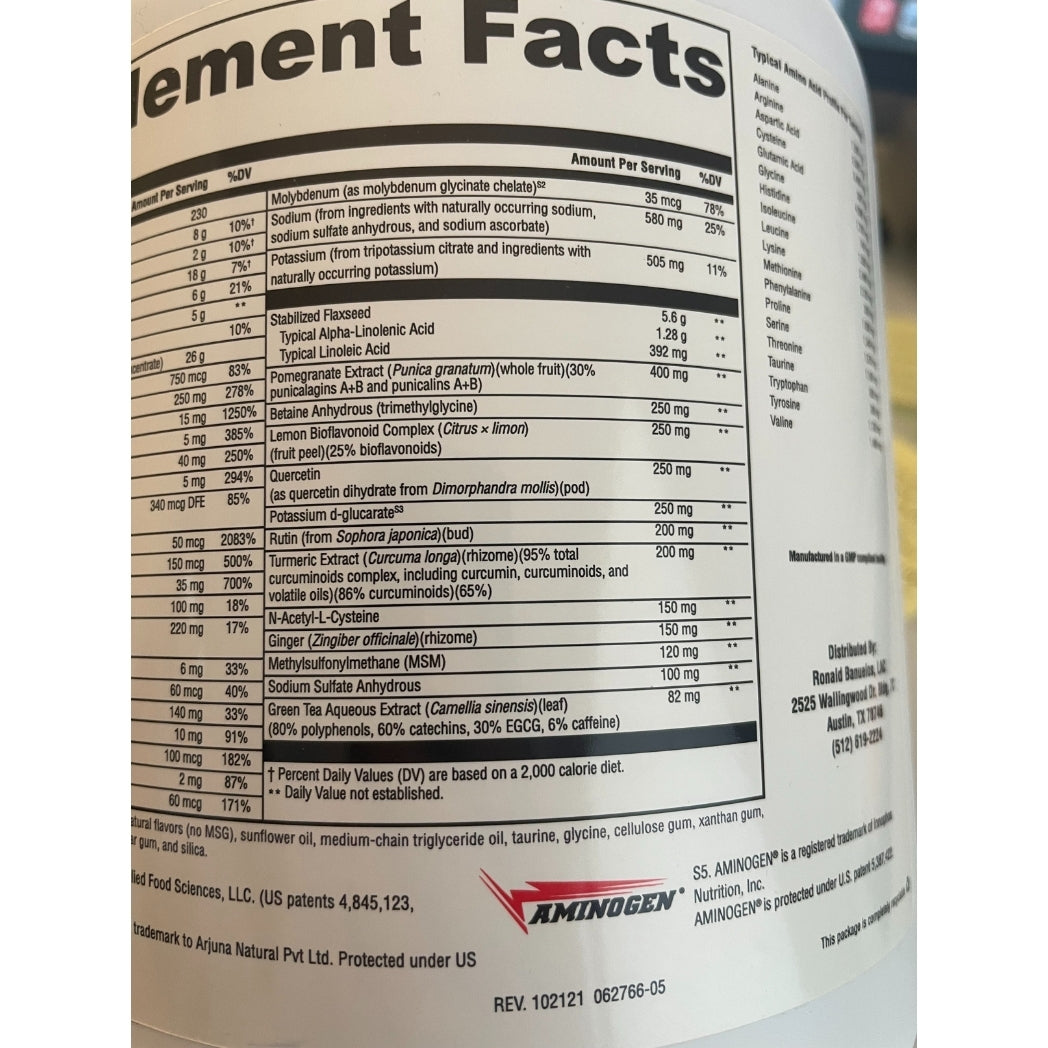 lement Facts
Amount Per Serving %DV
230
8 g 10%†
2 g 10%†
18 g 7%†
6 g 21%
5 g **
10%
centrate) 26 g
750 mcg 83%
250 mg 278%
15 mg 1250%
5 mg 385%
40 mg 250%
5 mg 294%
340 mcg DFE 85%
50 mcg 2083%
150 mcg 500%
35 mg 700%
100 mg 18%
220 mg 17%
6 mg 33%
60 mcg 40%
140 mg 33%
10 mg 91%
100 mcg 182%
2 mg 87%
60 mcg 171%
Amount Per Serving %DV
Molybdenum (as molybdenum glycinate chelate)S2 35 mcg 78%
Sodium (from ingredients with naturally occurring sodium, 580 mg 25%
sodium sulfate anhydrous, and sodium ascorbate)
Potassium (from tripotassium citrate and ingredients with 505 mg 11%
naturally occurring potassium)
Stabilized Flaxseed 5.6 g **
Typical Alpha-Linolenic Acid 1.28 g **
Typical Linoleic Acid 392 mg **
Pomegranate Extract (Punica granatum)(whole fruit)(30% 400 mg **
punicalagins A+B and punicalins A+B)
Betaine Anhydrous (trimethylglycine) 250 mg **
Lemon Bioflavonoid Complex (Citrus × limon) 250 mg **
(fruit peel)(25% bioflavonoids)
Quercetin 250 mg **
(as quercetin dihydrate from Dimorphandra mollis)(pod)
Potassium d-glucarateS3 250 mg **
Rutin (from Sophora japonica)(bud) 200 mg **
Turmeric Extract (Curcuma longa)(rhizome)(95% total 200 mg **
curcuminoids complex, including curcumin, curcuminoids, and
volatile oils)(86% curcuminoids)(65%)
N-Acetyl-L-Cysteine 150 mg **
Ginger (Zingiber officinale)(rhizome) 150 mg **
Methylsulfonylmethane (MSM) 120 mg **
Sodium Sulfate Anhydrous 100 mg **
Green Tea Aqueous Extract (Camellia sinensis)(leaf) 82 mg **
(80% polyphenols, 60% catechins, 30% EGCG, 6% caffeine)
† Percent Daily Values (DV) are based on a 2,000 calorie diet.
** Daily Value not established.
Typical Amino Acid Profile
Alanine
Arginine
Aspartic Acid
Cysteine
Glutamic Acid
Glycine
Histidine
Isoleucine
Leucine
Lysine
Methionine
Phenylalanine
Proline
Serine
Threonine
Taurine
Tryptophan
Tyrosine
Valine
Manufactured in a GMP
Distributed By:
Ronald Banuelos,
2525 Wallingwood Dr.
Austin, TX 78746
(512) 619-2224
atural flavors (no MSG), sunflower oil, medium-chain triglyceride oil, taurine, glycine, cellulose gum, xanthan gum,
ar gum, and silica.
lied Food Sciences, LLC. (US patents 4,845,123,
trademark to Arjuna Natural Pvt Ltd. Protected under US
AMINOGEN®
S5. AMINOGEN® is a registered trademark of
Nutrition, Inc.
AMINOGEN® is protected under U.S. patent
This package is completely
REV. 102121 062766-05